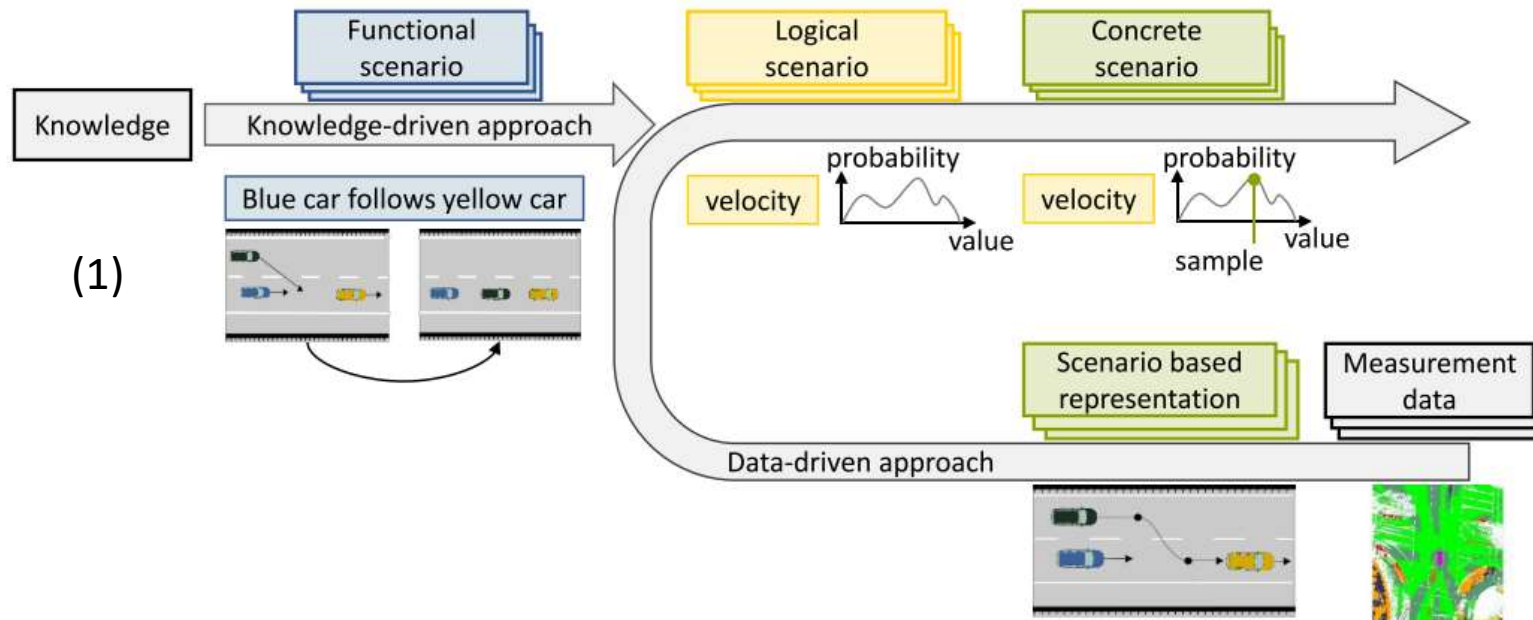 Functional
scenario
Logical
scenario
Concrete
scenario
Knowledge
Knowledge-driven approach
Blue car follows yellow car
velocity
probability
value
velocity
probability
value
sample
(1)
Scenario based
representation
Measurement
data
Data-driven approach